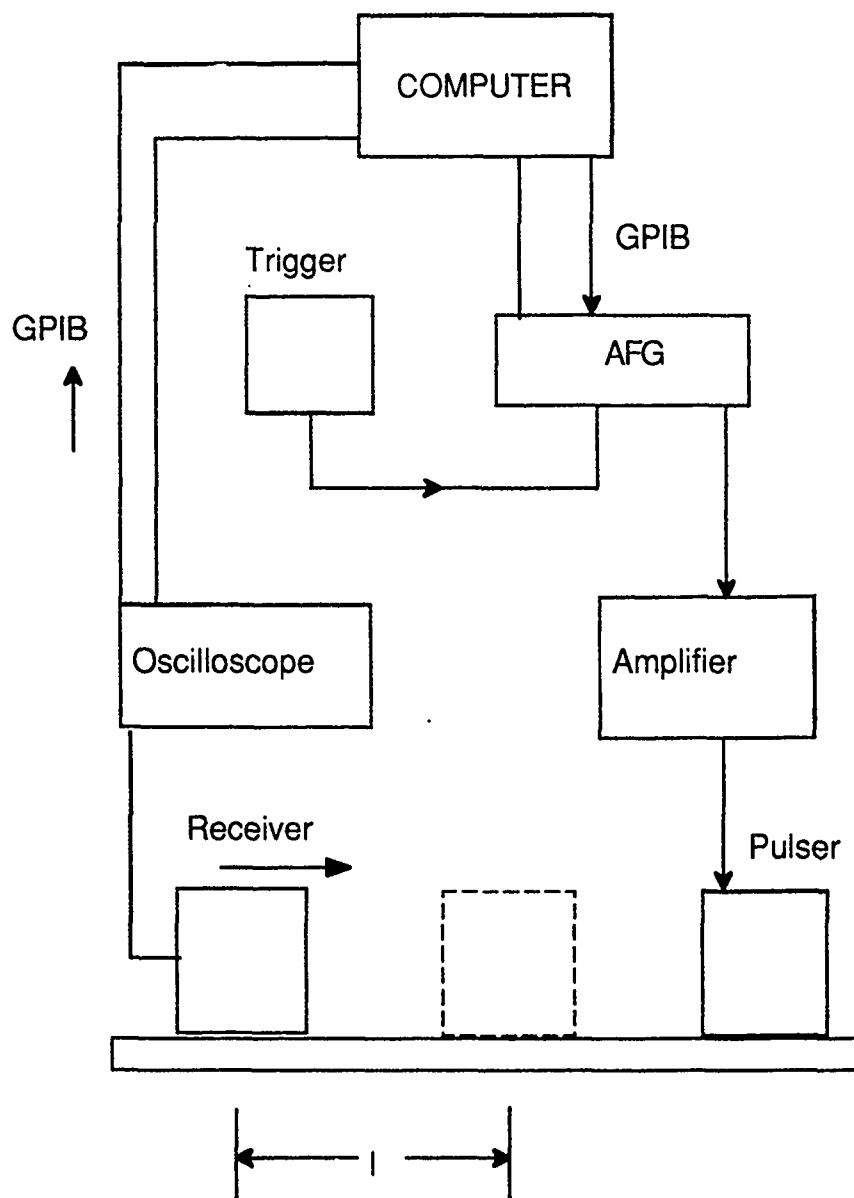 COMPUTER
GPIB
Trigger
GPIB
AFG
Oscilloscope
Amplifier
Receiver
Pulser
l